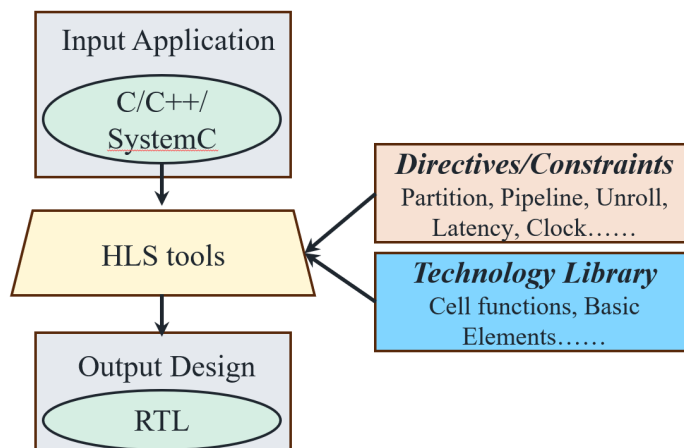 Input Application
C/C++/
SystemC
Directives/Constraints
Partition, Pipeline, Unroll,
Latency, Clock……
HLS tools
Technology Library
Cell functions, Basic
Elements……
Output Design
RTL